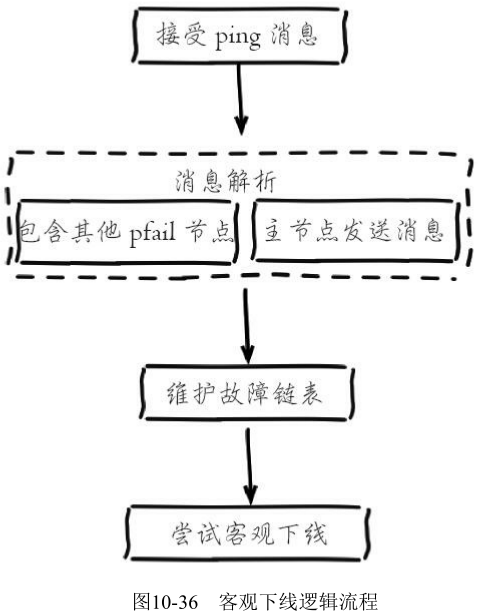 接受 ping 消息
消息解析
包含其他 pfail 节点
主节点发送消息
维护故障链表
尝试客观下线
图10-36 客观下线逻辑流程